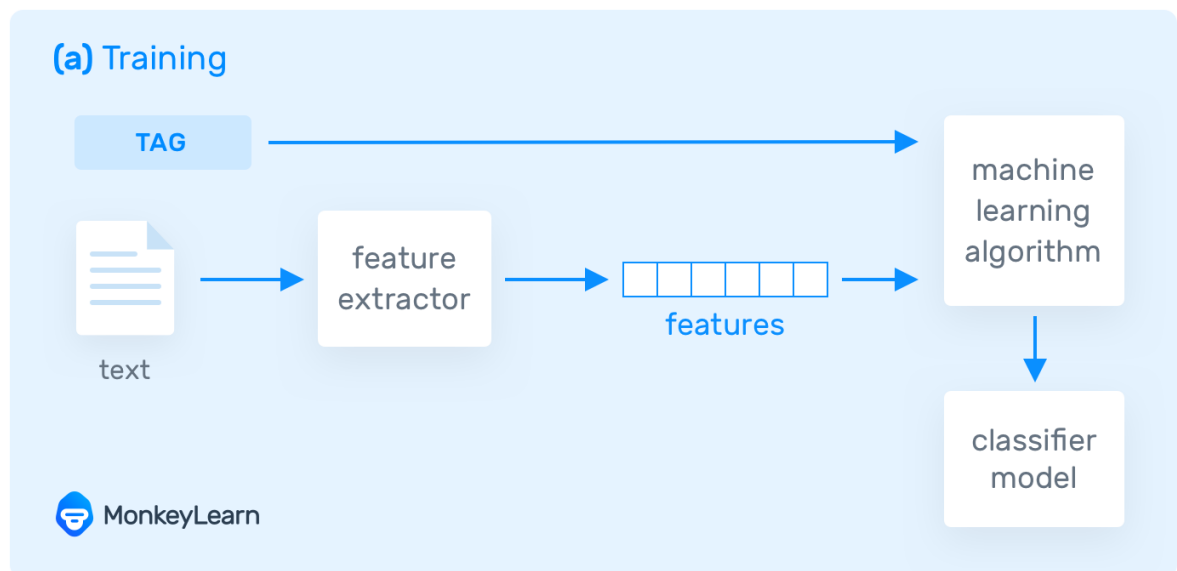 (a) Training
TAG
machine
learning
algorithm
feature
extractor
features
text
classifier
model
MonkeyLearn